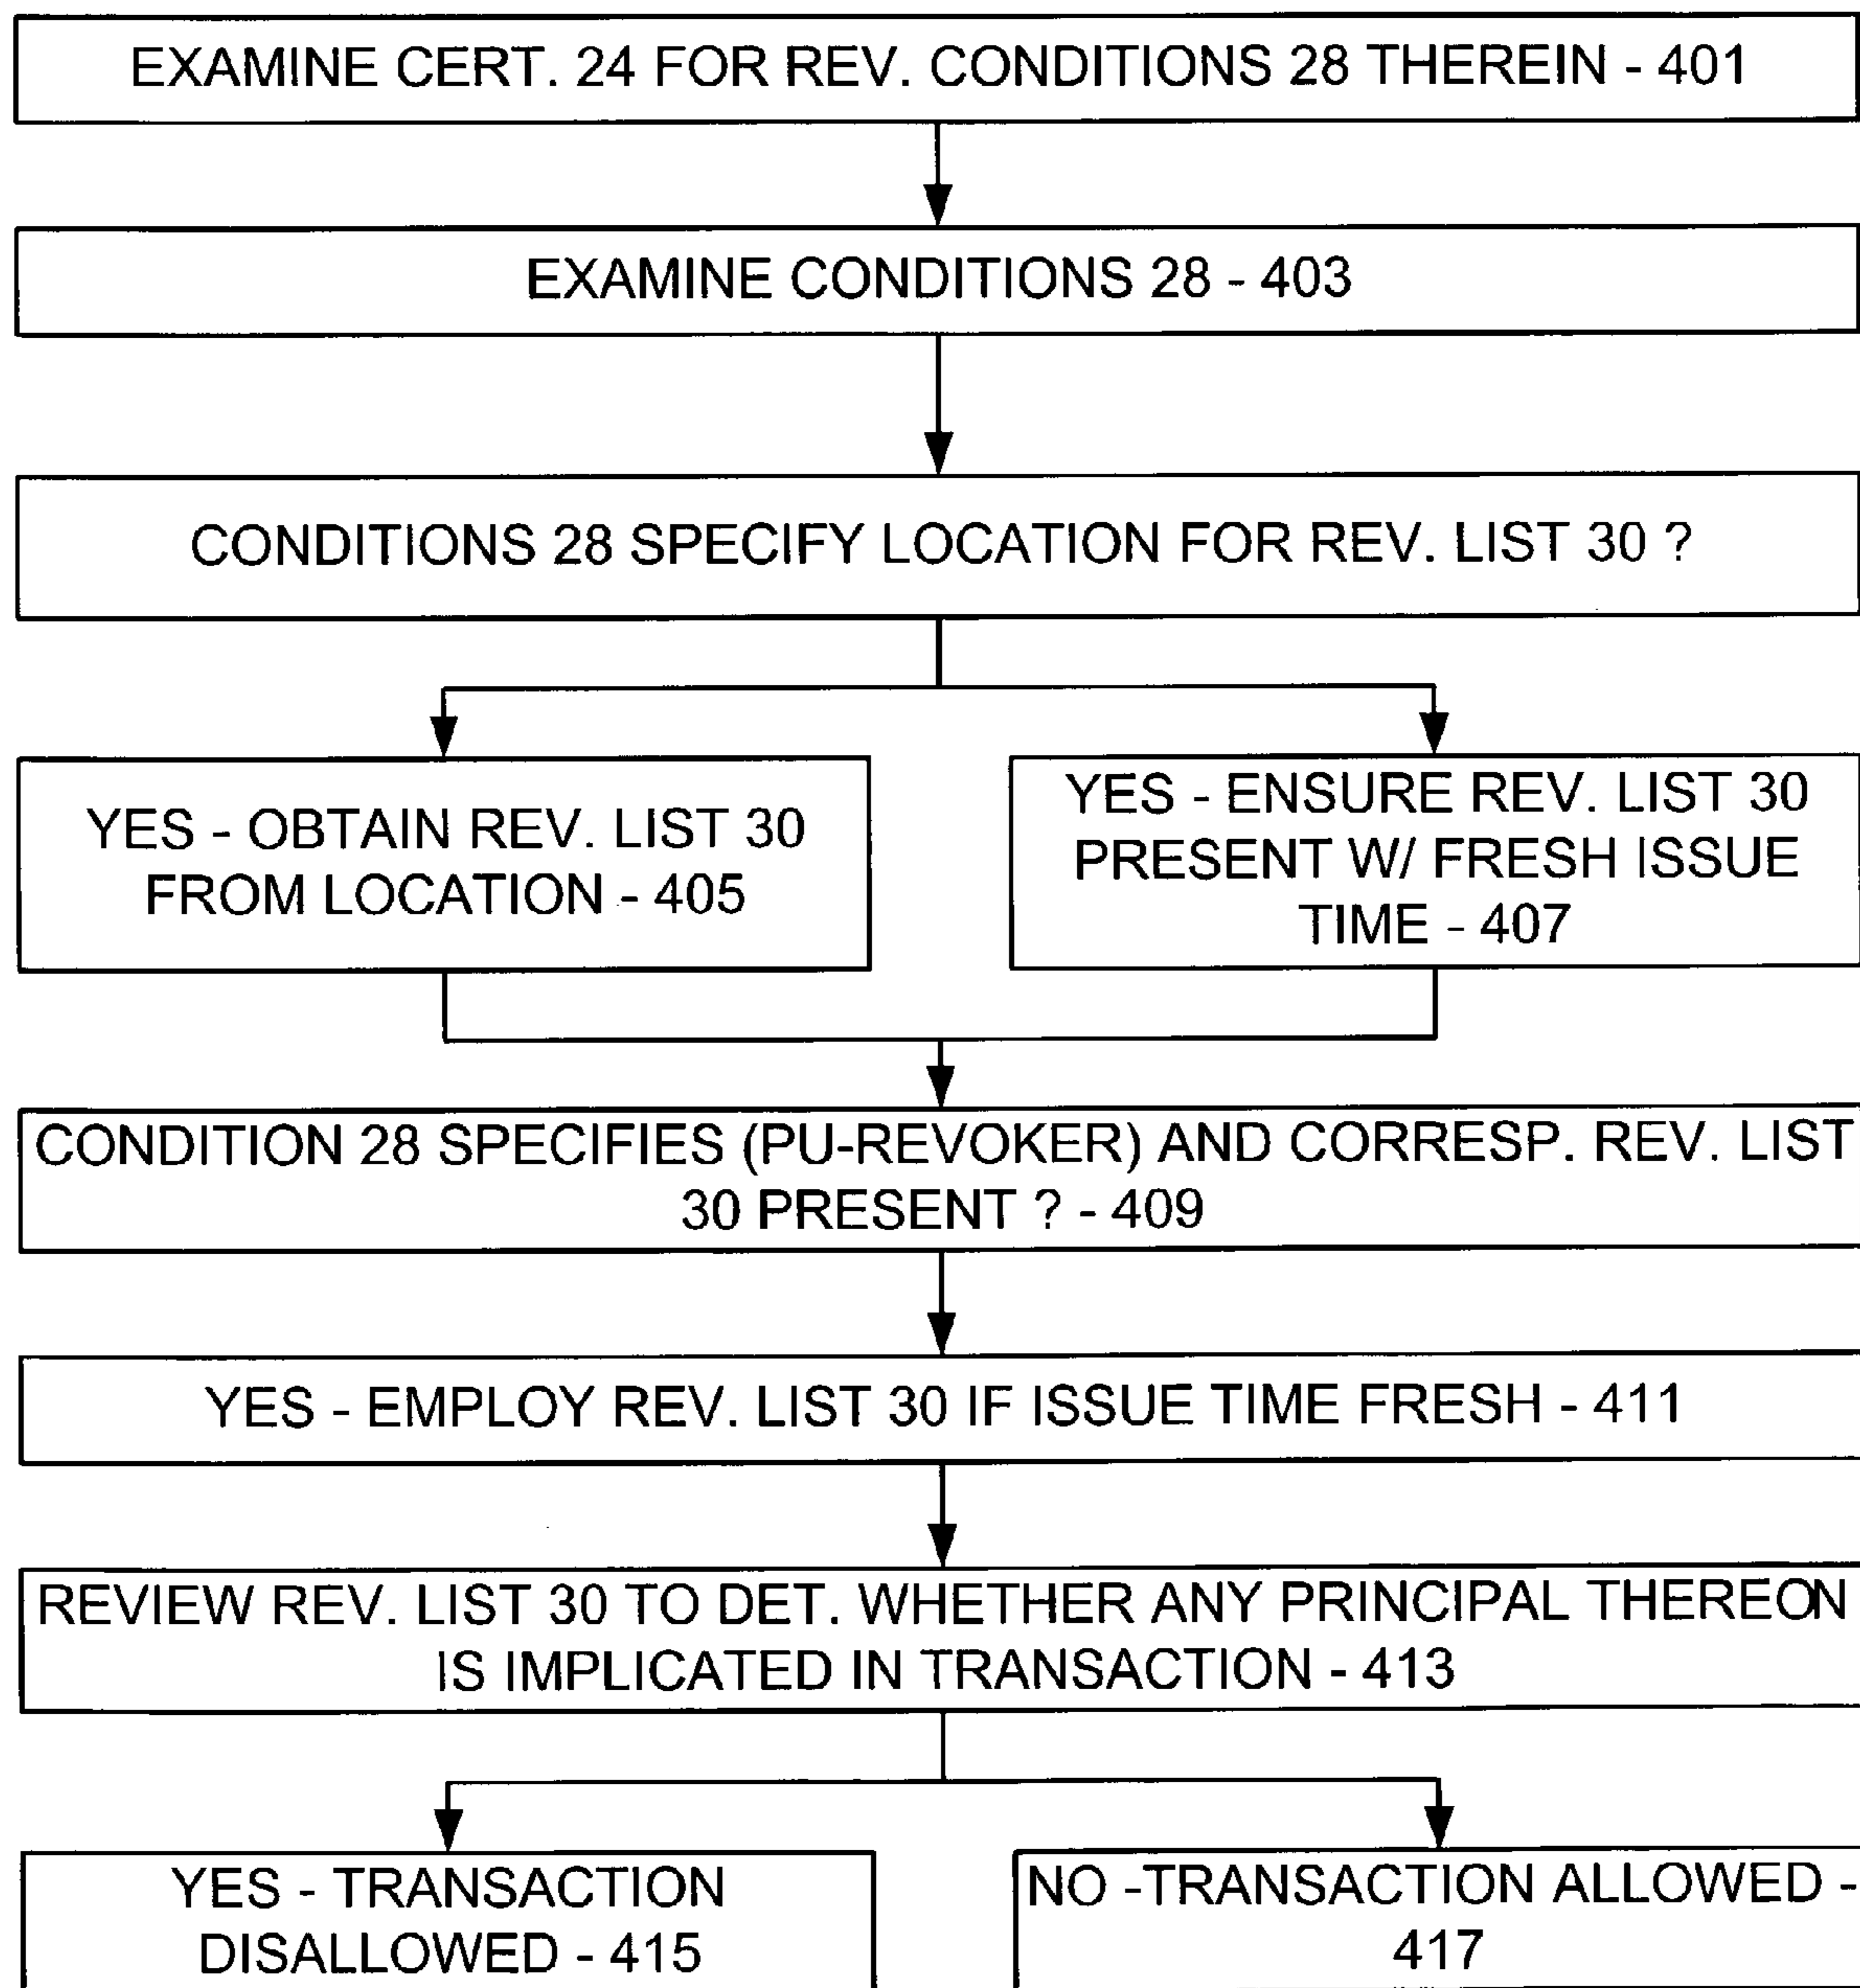 EXAMINE CERT. 24 FOR REV. CONDITIONS 28 THEREIN - 401
EXAMINE CONDITIONS 28 - 403
CONDITIONS 28 SPECIFY LOCATION FOR REV. LIST 30 ?
YES - OBTAIN REV. LIST 30
FROM LOCATION - 405
YES - ENSURE REV. LIST 30
PRESENT W/ FRESH ISSUE
TIME - 407
CONDITION 28 SPECIFIES (PU-REVOKER) AND CORRESP. REV. LIST
30 PRESENT ? - 409
YES - EMPLOY REV. LIST 30 IF ISSUE TIME FRESH - 411
REVIEW REV. LIST 30 TO DET. WHETHER ANY PRINCIPAL THEREON
IS IMPLICATED IN TRANSACTION - 413
YES - TRANSACTION
DISALLOWED - 415
NO -TRANSACTION ALLOWED -
417